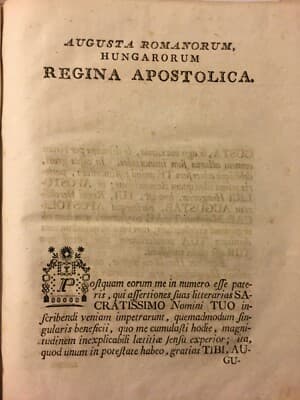 AUGUSTA ROMANORUM,
HUNGARORUM
REGINA APOSTOLICA.
Postquam eorum me in numero esse pate-
ris, qui assertiones suas litterarias SA-
CRATISSIMO Nomini TUO in-
scribendi veniam impetrarunt, quemadmodum sin-
gularis beneficii, quo me cumulasti hodie, magni-
tudinem inexplicabili lætitiæ sensu experior; ita,
quod unum in potestate habeo, gratias TIBI, AU-
GU-